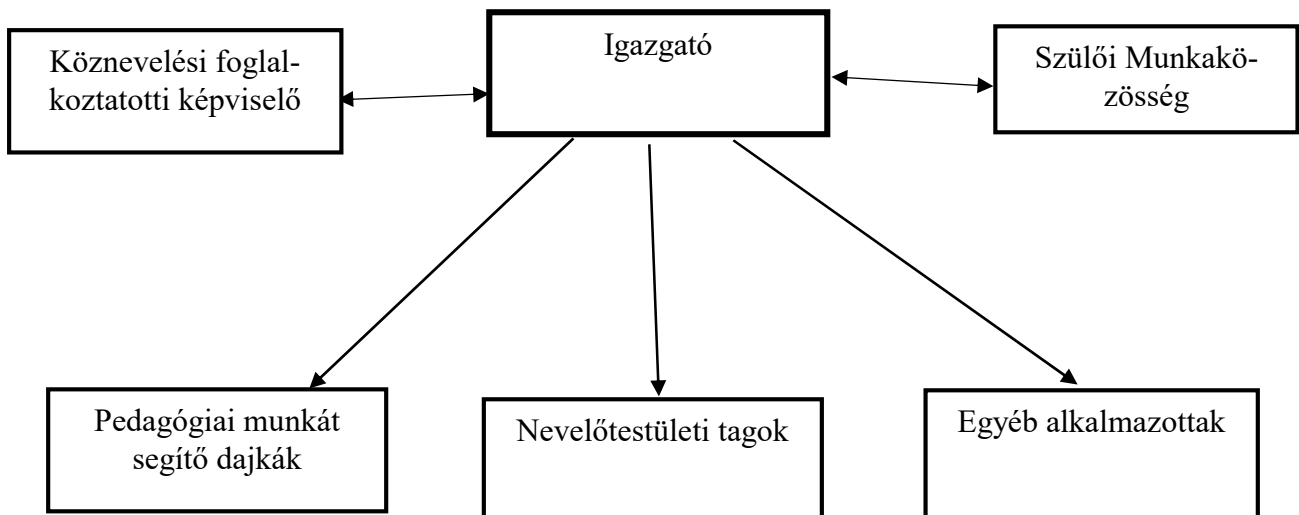 Köznevelési foglal-
koztatotti képviselő
Igazgató
Szülői Munkakö-
zösség
Pedagógiai munkát
segítő dajkák
Nevelőtestületi tagok
Egyéb alkalmazottak